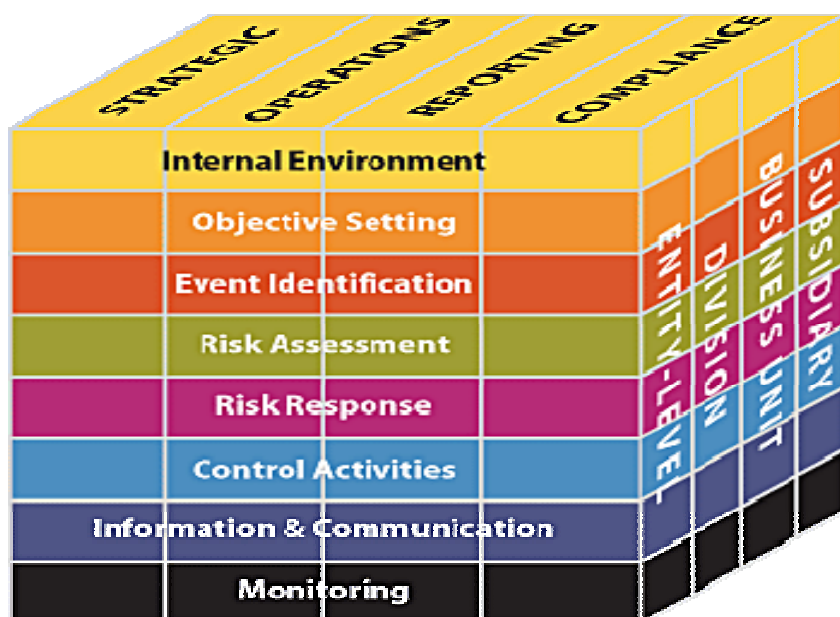 STRATEGIC
OPERATIONS
REPORTING
COMPLIANCE
Internal Environment
Objective Setting
Event Identification
Risk Assessment
Risk Response
Control Activities
Information & Communication
Monitoring
ENTITY-LEVEL
DIVISION
BUSINESS UNIT
SUBSIDIARY